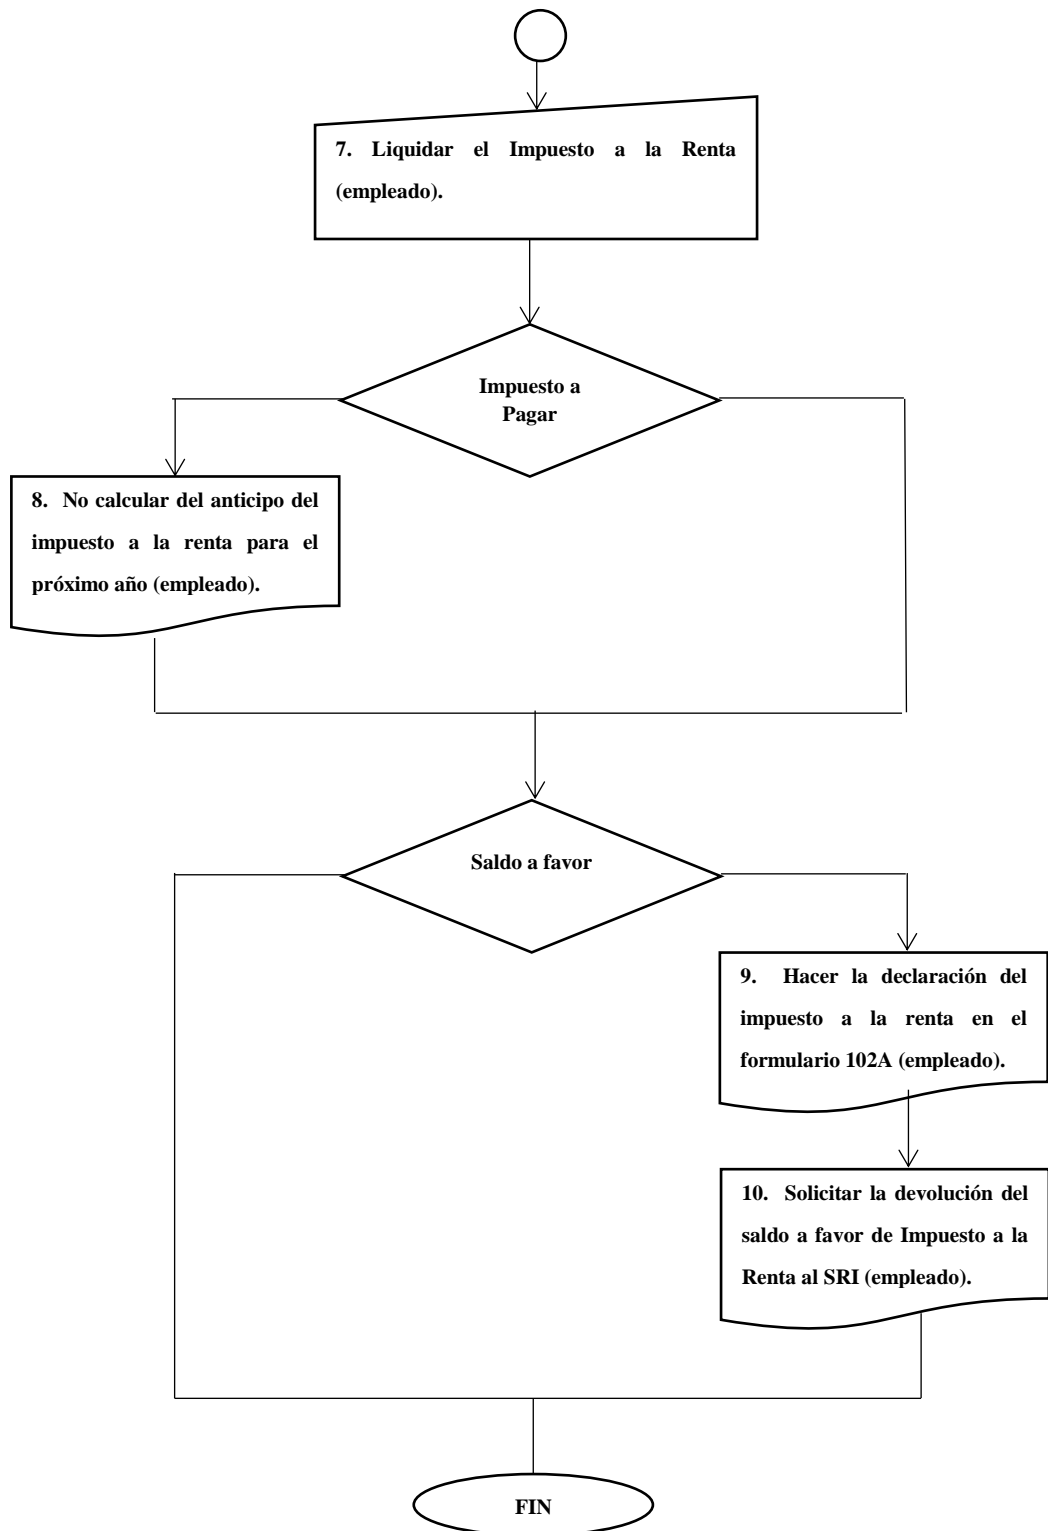 7. Liquidar el Impuesto a la Renta
(empleado).
Impuesto a
Pagar
8. No calcular del anticipo del
impuesto a la renta para el
próximo año (empleado).
Saldo a favor
9. Hacer la declaración del
impuesto a la renta en el
formulario 102A (empleado).
10. Solicitar la devolución del
saldo a favor de Impuesto a la
Renta al SRI (empleado).
FIN